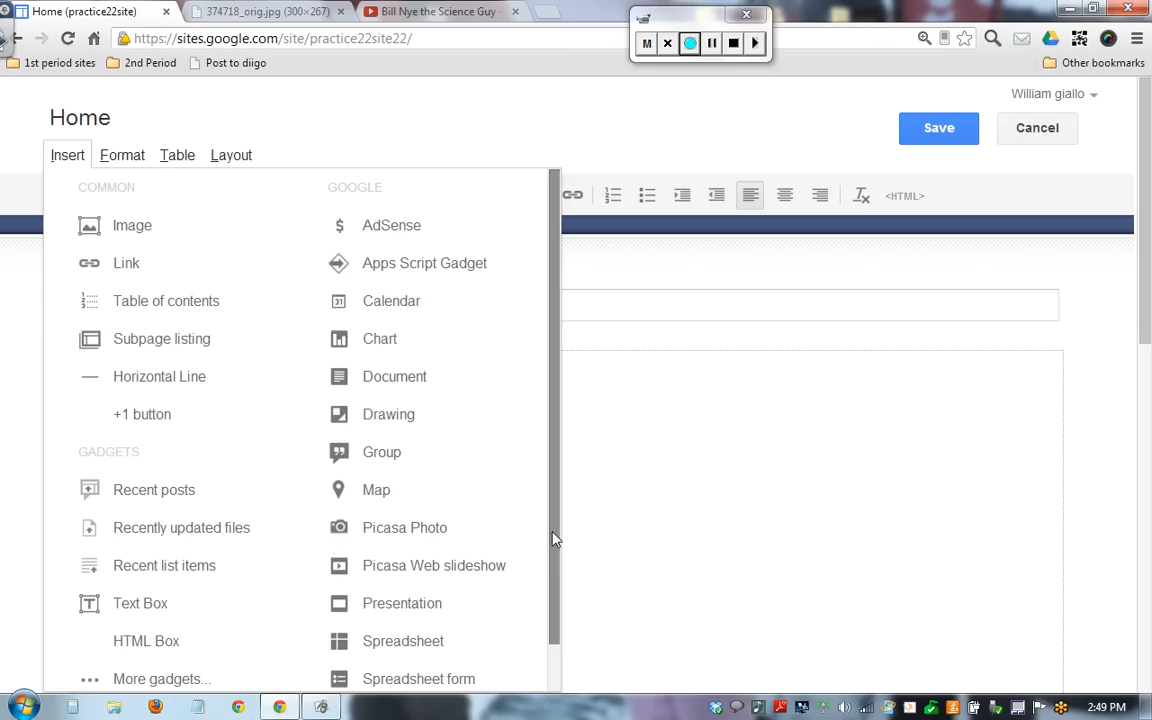 Home (practice22site)
374718_orig.jpg (300×267)
Bill Nye the Science Guy -
M
https://sites.google.com/site/practice22site22/
1st period sites
2nd Period
Post to diigo
Other bookmarks
William giallo
Home
Save
Cancel
Insert
Format
Table
Layout
<HTML>
COMMON
GOOGLE
Image
AdSense
Link
Apps Script Gadget
Table of contents
31
Calendar
Subpage listing
Chart
Horizontal Line
Document
+1 button
Drawing
GADGETS
Group
Recent posts
Map
Recently updated files
Picasa Photo
Recent list items
Picasa Web slideshow
Text Box
Presentation
HTML Box
Spreadsheet
More gadgets...
Spreadsheet form
2:49 PM